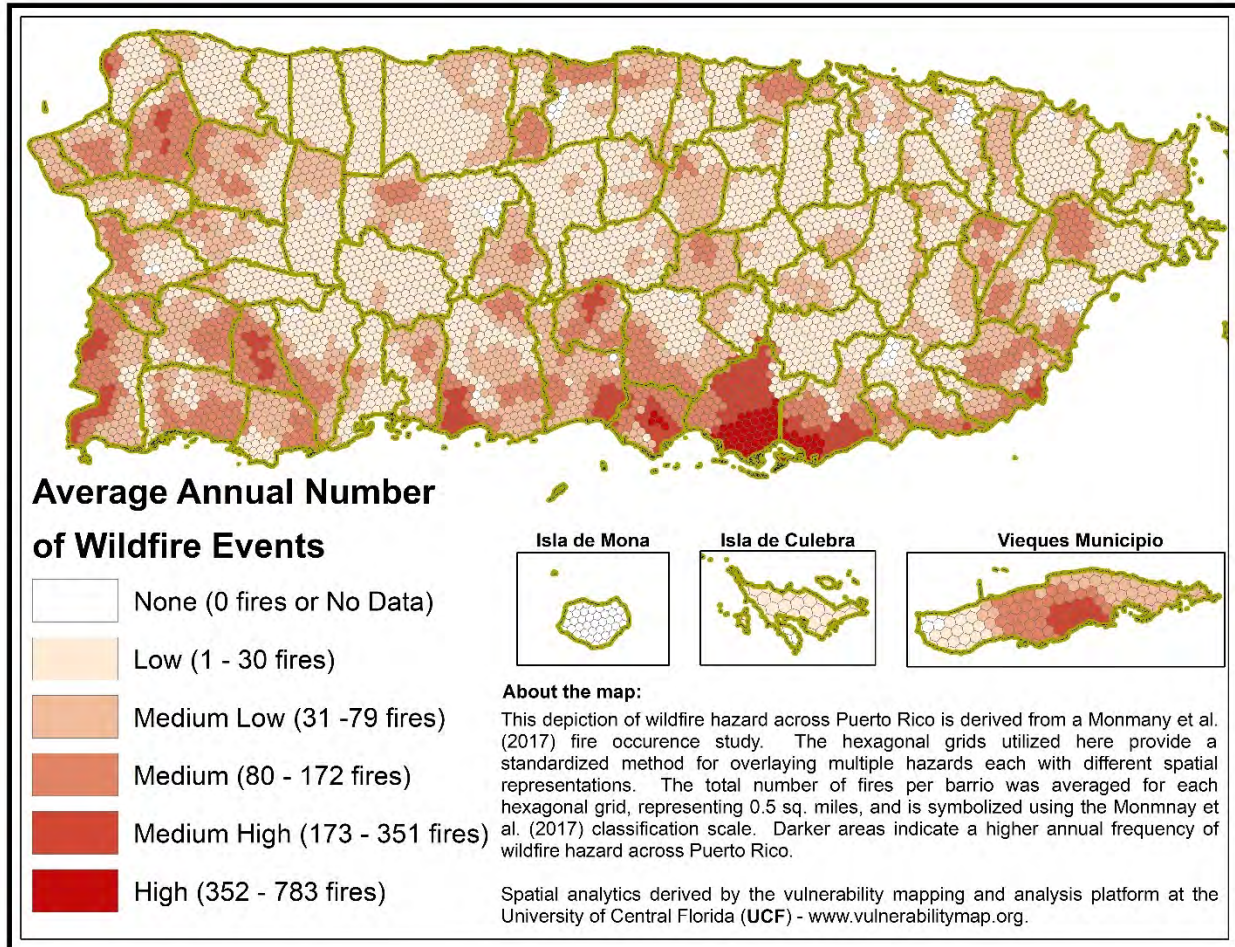 Average Annual Number
of Wildfire Events
None (0 fires or No Data)
Low (1 - 30 fires)
Medium Low (31 -79 fires)
Medium (80 - 172 fires)
Medium High (173 - 351 fires)
High (352 - 783 fires)
Isla de Mona
Isla de Culebra
Vieques Municipio
About the map:
This depiction of wildfire hazard across Puerto Rico is derived from a Monmany et al.
(2017) fire occurence study. The hexagonal grids utilized here provide a
standardized method for overlaying multiple hazards each with different spatial
representations. The total number of fires per barrio was averaged for each
hexagonal grid, representing 0.5 sq. miles, and is symbolized using the Monmnay et
al. (2017) classification scale. Darker areas indicate a higher annual frequency of
wildfire hazard across Puerto Rico.
Spatial analytics derived by the vulnerability mapping and analysis platform at the
University of Central Florida (UCF) - www.vulnerabilitymap.org.